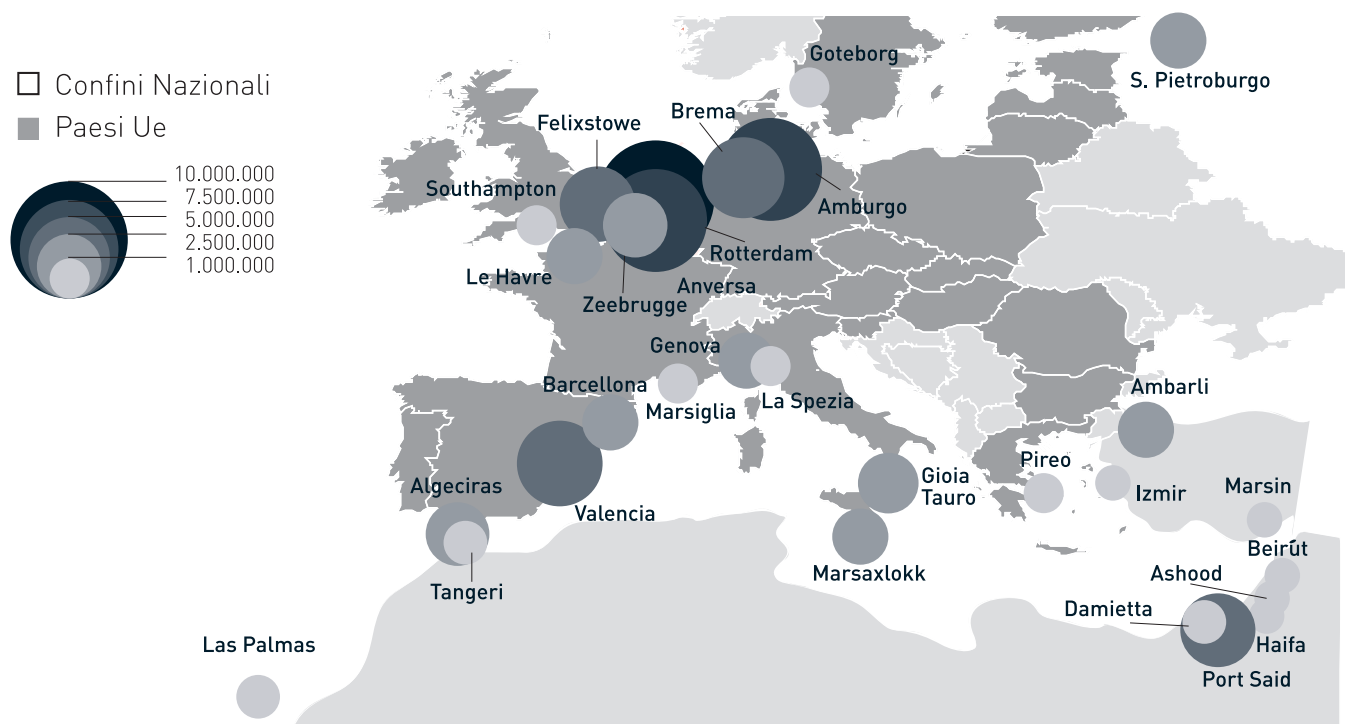 Confini Nazionali
Paesi Ue
10.000.000
7.500.000
5.000.000
2.500.000
1.000.000
Goteborg
S. Pietroburgo
Brema
Felixstowe
Southampton
Amburgo
Rotterdam
Le Havre
Anversa
Zeebrugge
Genova
Barcellona
Marsiglia
La Spezia
Ambarli
Pireo
Gioia
Tauro
Izmir
Marsin
Algeciras
Valencia
Beirut
Marsaxlokk
Ashood
Tangeri
Damietta
Las Palmas
Haifa
Port Said